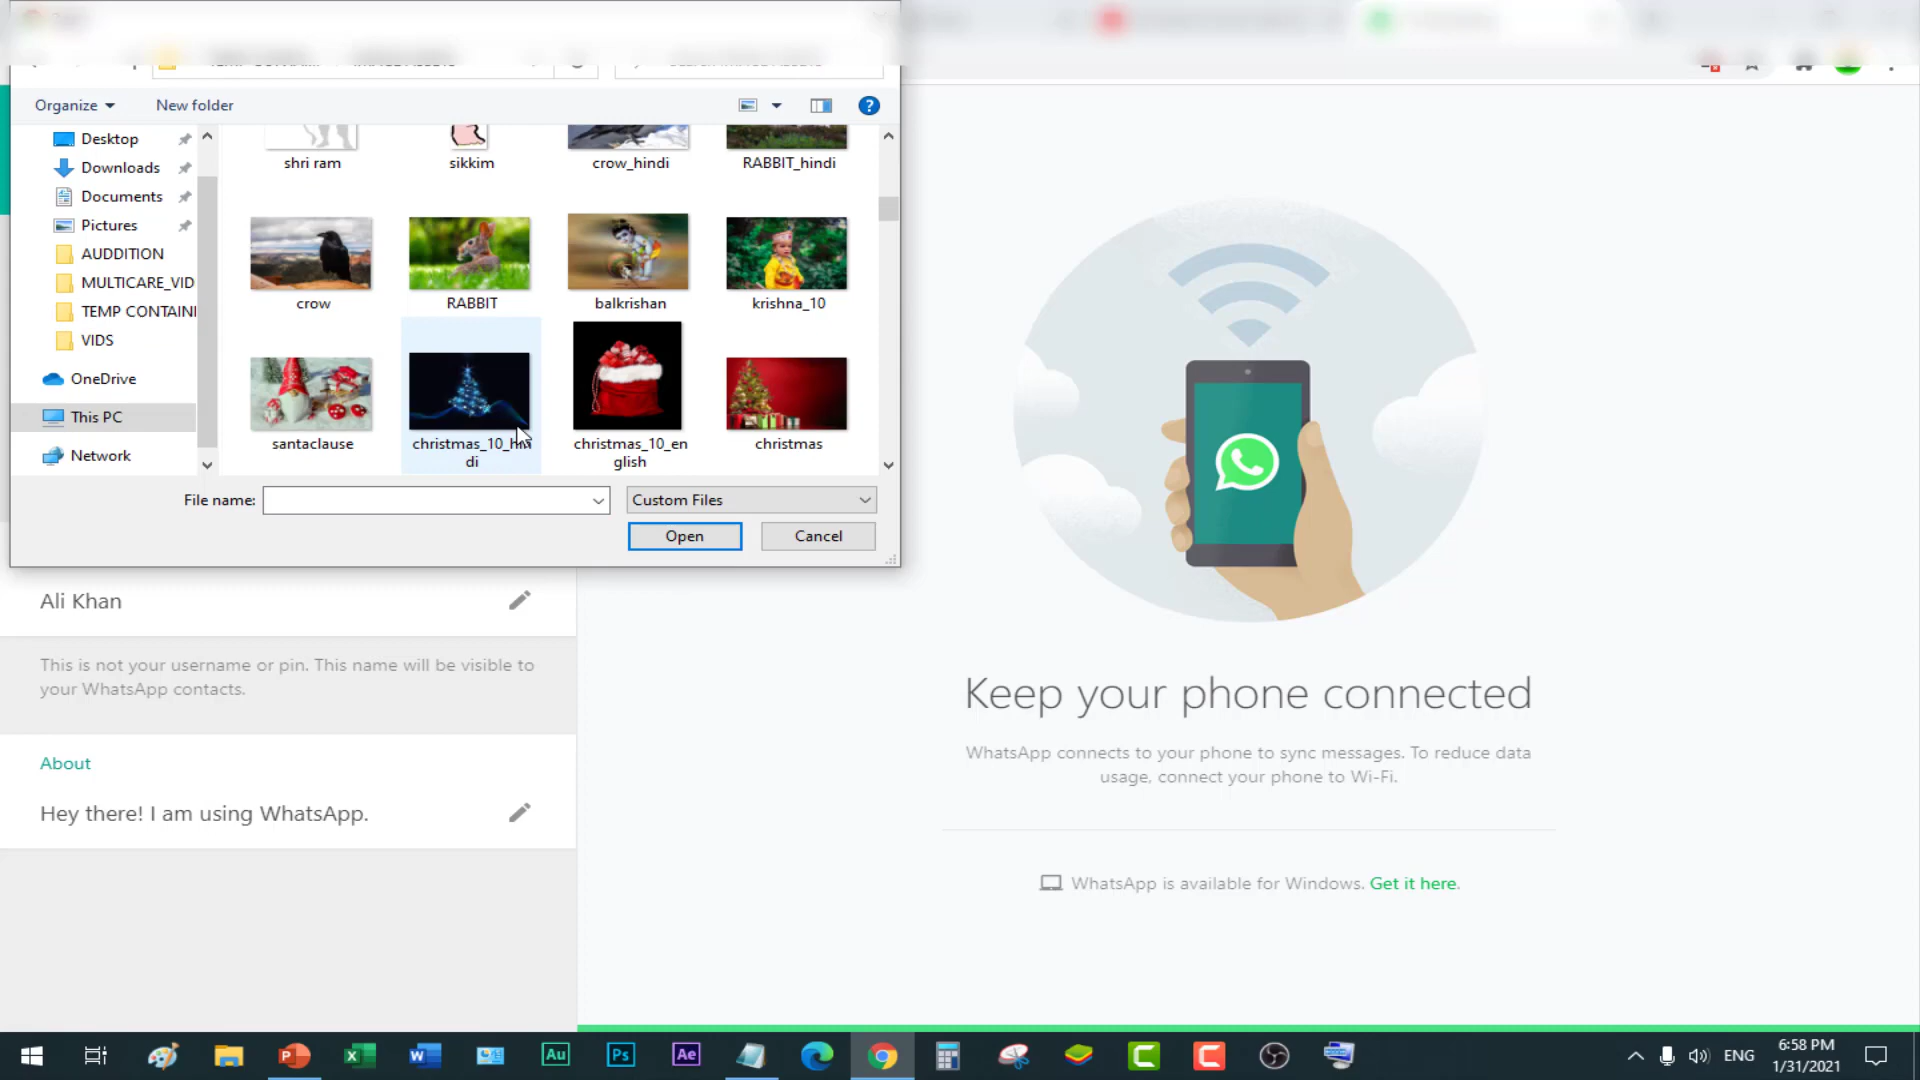 Organize
New folder
Desktop
Downloads
Documents
Pictures
AUDDITION
MULTICARE_VID
TEMP CONTAIN
VIDS
OneDrive
This PC
Network
shri ram
sikkim
crow_hindi
RABBIT_hindi
crow
RABBIT
balkrishan
krishna_10
santaclause
christmas_10_hin
di
christmas_10_en
glish
christmas
File name:
Custom Files
Open
Cancel
Ali Khan
This is not your username or pin. This name will be visible to
your WhatsApp contacts.
About
Hey there! I am using WhatsApp.
Keep your phone connected
WhatsApp connects to your phone to sync messages. To reduce data
usage, connect your phone to Wi-Fi.
WhatsApp is available for Windows. Get it here.
Au
Ps
Ae
ENG
6:58 PM
1/31/2021